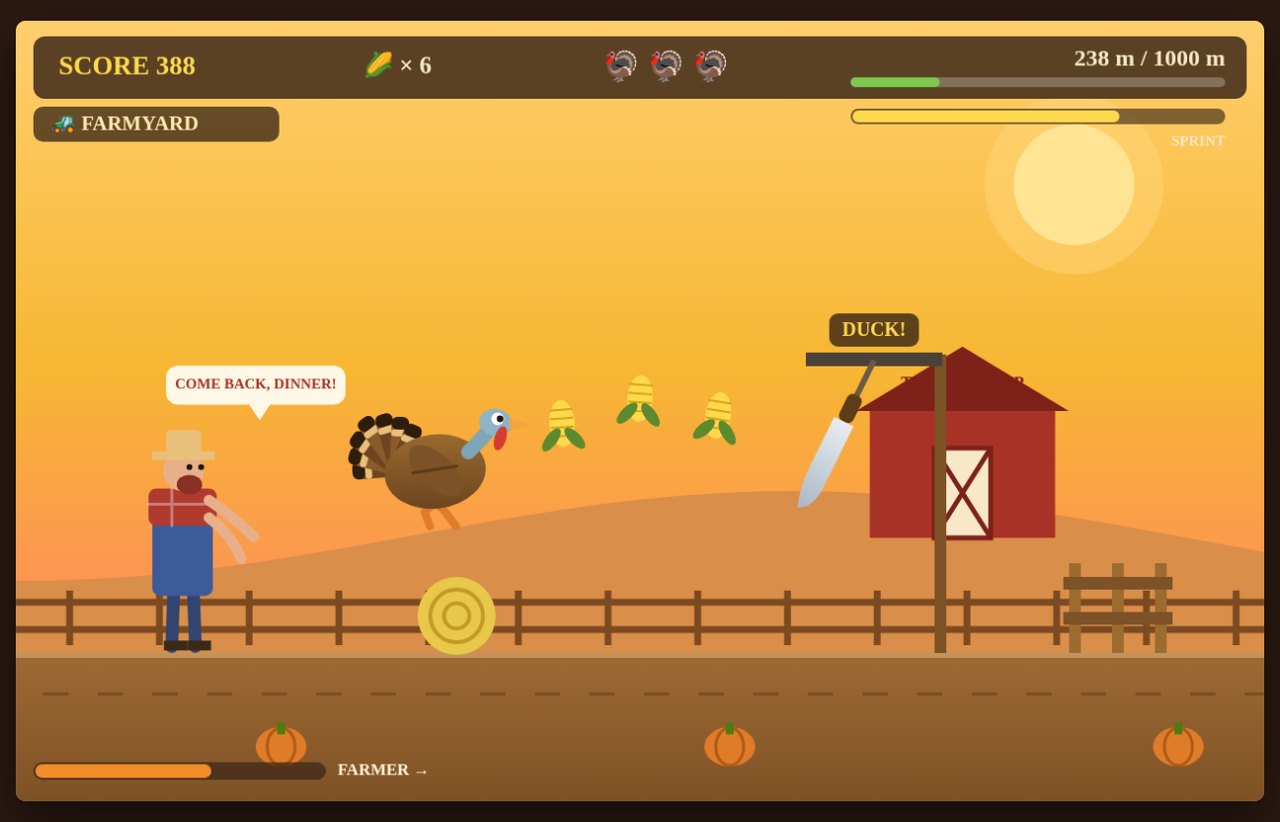 SCORE 388
× 6
238 m / 1000 m
FARMYARD
SPRINT
DUCK!
COME BACK, DINNER!
FARMER →